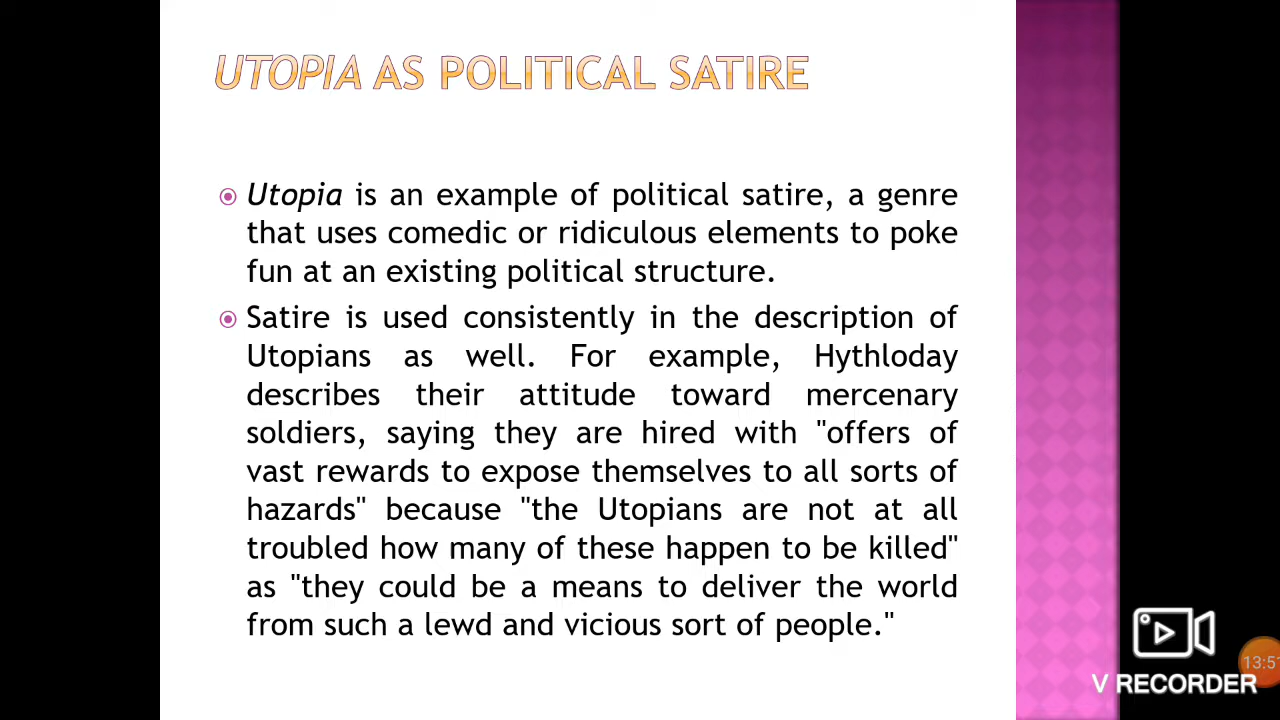 UTOPIA AS POLITICAL SATIRE
Utopia is an example of political satire, a genre
that uses comedic or ridiculous elements to poke
fun at an existing political structure.
Satire is used consistently in the description of
Utopians as well. For example, Hythloday
describes their attitude toward mercenary
soldiers, saying they are hired with "offers of
vast rewards to expose themselves to all sorts of
hazards" because "the Utopians are not at all
troubled how many of these happen to be killed"
as "they could be a means to deliver the world
from such a lewd and vicious sort of people."
V RECORDER